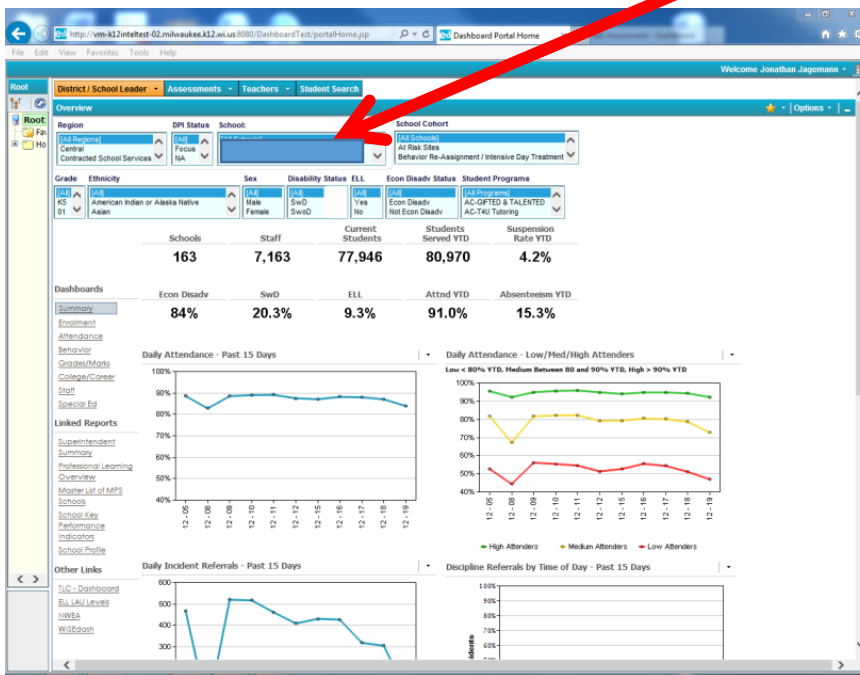 http://vm-k12inteltest-02.milwaukee.k12.wi.us:8080/DashboardTest/portalHome.jsp
Dashboard Portal Home
File Edit View Favorites Tools Help
Welcome Jonathan Jagemann
Root District / School Leader Assessments Teachers Student Search
Overview Options
Root
Fav
Ho
Region DPI Status School: School Cohort
[All Regions] [All] [All Schools]
Central Focus At Risk Sites
Contracted School Services NA Behavior Re-Assignment / Intensive Day Treatment
Grade Ethnicity Sex Disability Status ELL Econ Disadv Status Student Programs
[All] [All] [All] [All] [All] [All] [All Programs]
K5 American Indian or Alaska Native Male SwD Yes Econ Disadv AC-GIFTED & TALENTED
01 Asian Female SwoD No Not Econ Disadv AC-T4U Tutoring
Schools Staff Current Students Students Served YTD Suspension Rate YTD
163 7,163 77,946 80,970 4.2%
Econ Disadv SwD ELL Attnd YTD Absenteeism YTD
84% 20.3% 9.3% 91.0% 15.3%
Dashboards
Summary
Enrollment
Attendance
Behavior
Grades/Marks
College/Career
Staff
Special Ed
Linked Reports
Superintendent
Summary
Professional Learning
Overview
Master List of MPS
Schools
School Key
Performance
Indicators
School Profile
Other Links
TLC - Dashboard
ELL LAU Levels
NWEA
WISEdash
Daily Attendance - Past 15 Days
100%
90%
80%
70%
60%
50%
40%
12 - 05 12 - 08 12 - 09 12 - 10 12 - 11 12 - 12 12 - 15 12 - 16 12 - 17 12 - 18 12 - 19
Daily Attendance - Low/Med/High Attenders
Low < 80% YTD, Medium Between 80 and 90% YTD, High > 90% YTD
100%
90%
80%
70%
60%
50%
40%
12 - 05 12 - 08 12 - 09 12 - 10 12 - 11 12 - 12 12 - 15 12 - 16 12 - 17 12 - 18 12 - 19
High Attenders Medium Attenders Low Attenders
Daily Incident Referrals - Past 15 Days
600
500
400
300
Discipline Referrals by Time of Day - Past 15 Days
100%
90%
80%
70%
60%